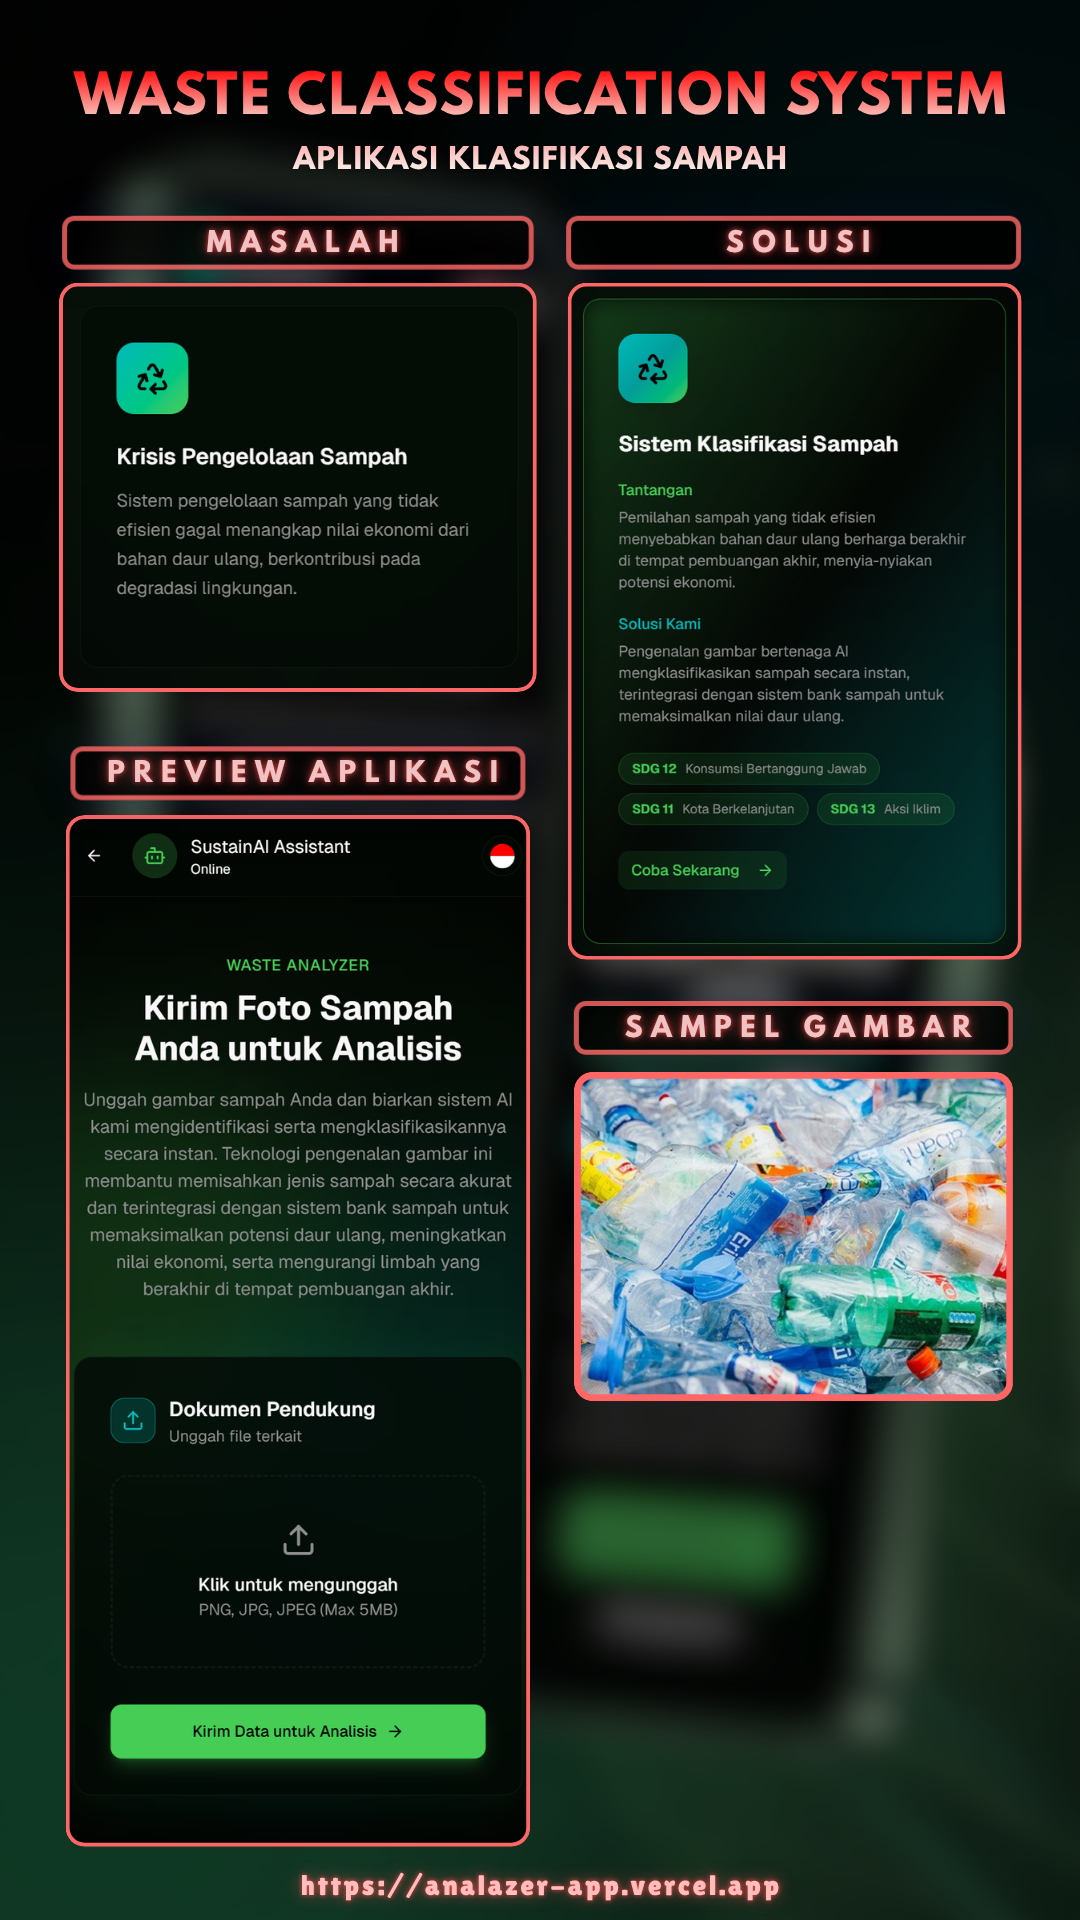 WASTE CLASSIFICATION SYSTEM
APLIKASI KLASIFIKASI SAMPAH
MASALAH
Krisis Pengelolaan Sampah
Sistem pengelolaan sampah yang tidak
efisien gagal menangkap nilai ekonomi dari
bahan daur ulang, berkontribusi pada
degradasi lingkungan.
SOLUSI
Sistem Klasifikasi Sampah
Tantangan
Pemilahan sampah yang tidak efisien
menyebabkan bahan daur ulang berharga berakhir
di tempat pembuangan akhir, menyia-nyiakan
potensi ekonomi.
Solusi Kami
Pengenalan gambar bertenaga AI
mengklasifikasikan sampah secara instan,
terintegrasi dengan sistem bank sampah untuk
memaksimalkan nilai daur ulang.
SDG 12 Konsumsi Bertanggung Jawab
SDG 11 Kota Berkelanjutan
SDG 13 Aksi Iklim
Coba Sekarang
PREVIEW APLIKASI
SustainAI Assistant
Online
WASTE ANALYZER
Kirim Foto Sampah
Anda untuk Analisis
Unggah gambar sampah Anda dan biarkan sistem AI
kami mengidentifikasi serta mengklasifikasikannya
secara instan. Teknologi pengenalan gambar ini
membantu memisahkan jenis sampah secara akurat
dan terintegrasi dengan sistem bank sampah untuk
memaksimalkan potensi daur ulang, meningkatkan
nilai ekonomi, serta mengurangi limbah yang
berakhir di tempat pembuangan akhir.
Dokumen Pendukung
Unggah file terkait
Klik untuk mengunggah
PNG, JPG, JPEG (Max 5MB)
Kirim Data untuk Analisis
SAMPEL GAMBAR
https://analazer-app.vercel.app